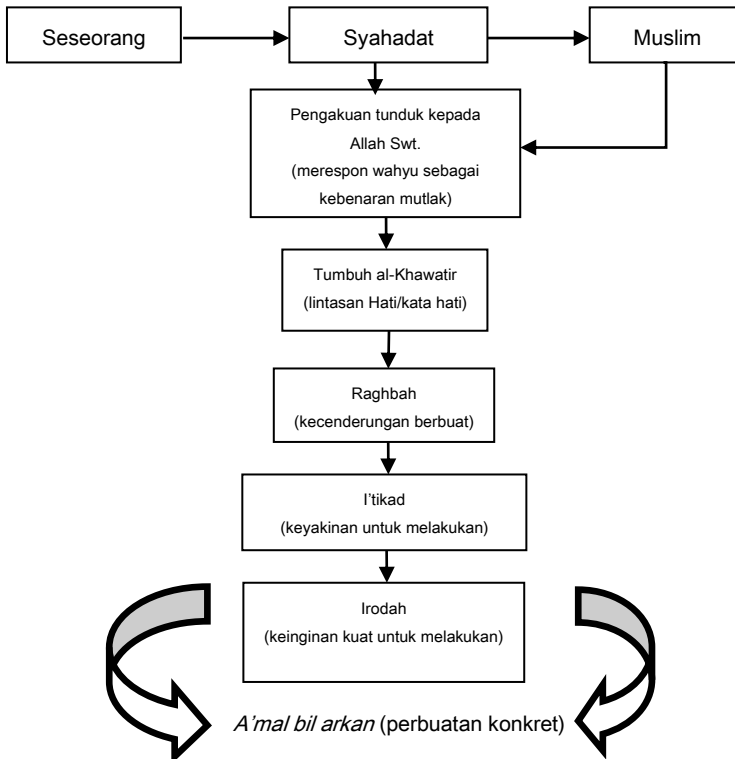 Seseorang
Syahadat
Muslim
Pengakuan tunduk kepada
Allah Swt.
(merespon wahyu sebagai
kebenaran mutlak)
Tumbuh al-Khawatir
(lintasan Hati/kata hati)
Raghbah
(kecenderungan berbuat)
I’tikad
(keyakinan untuk melakukan)
Irodah
(keinginan kuat untuk melakukan)
A’mal bil arkan (perbuatan konkret)